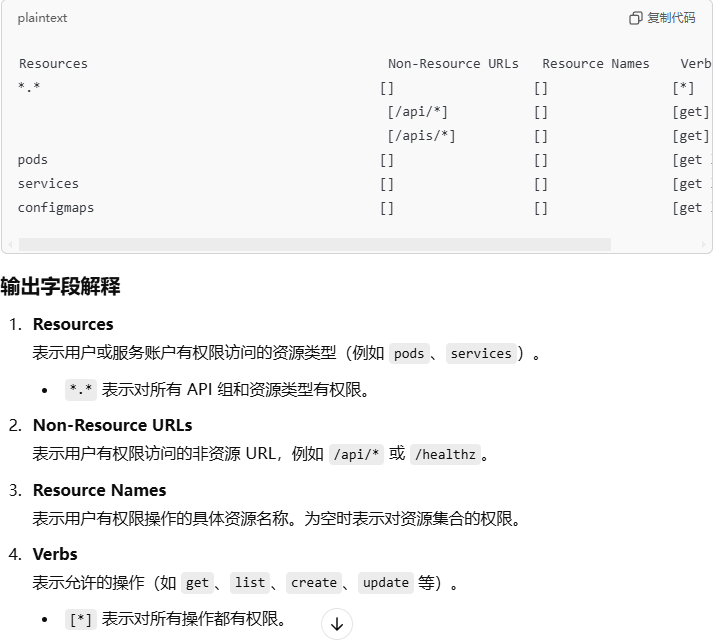 plaintext 复制代码
Resources Non-Resource URLs Resource Names Verb
*.* [] [] [*]
[/api/*] [] [get]
[/apis/*] [] [get]
pods [] [] [get
services [] [] [get
configmaps [] [] [get
输出字段解释
1. Resources
表示用户或服务账户有权限访问的资源类型（例如 pods、services）。
• *.* 表示对所有 API 组和资源类型有权限。
2. Non-Resource URLs
表示用户有权限访问的非资源 URL，例如 /api/* 或 /healthz。
3. Resource Names
表示用户有权限操作的具体资源名称。为空时表示对资源集合的权限。
4. Verbs
表示允许的操作（如 get、list、create、update 等）。
• [*] 表示对所有操作都有权限。